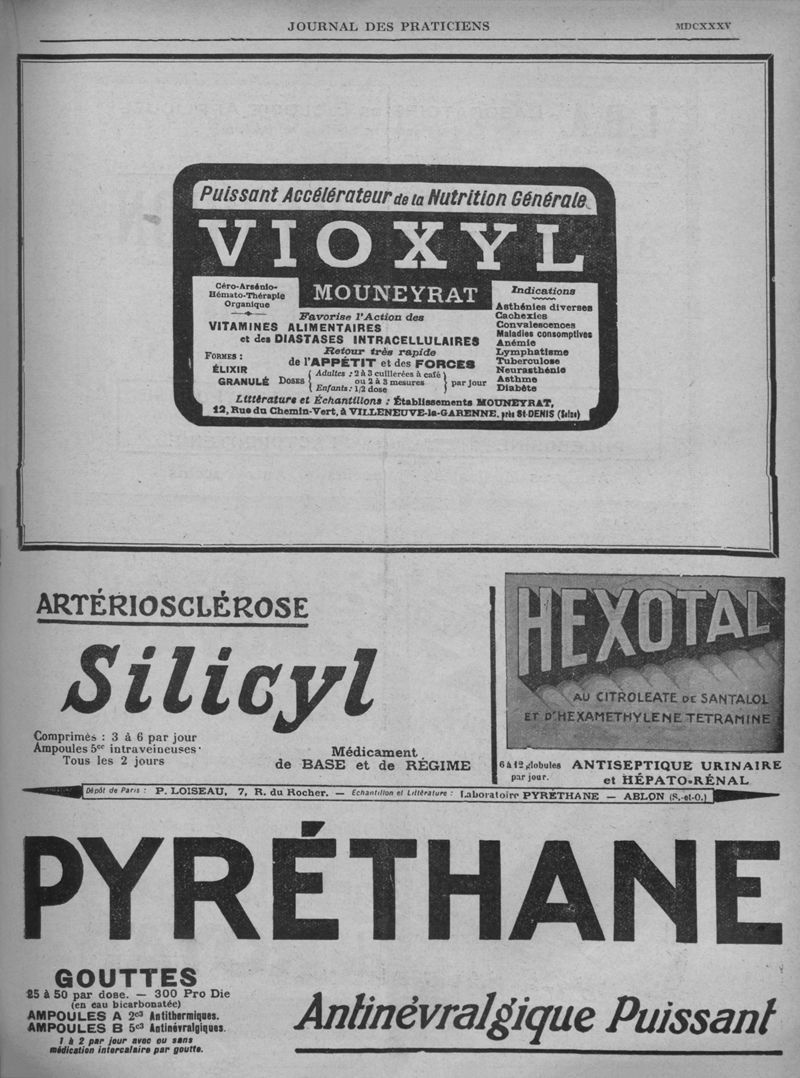 JOURNAL DES PRATICIENS
MDCXXXV
Puissant Accélérateur de la Nutrition Générale
VIOXYL
MOUNEYRAT
Céro-Arsénio-
Hémato-Thérapie
Organique
Favorise l'Action des
VITAMINES ALIMENTAIRES
et des DIASTASES INTRACELLULAIRES
Retour très rapide
de l'APPÉTIT et des FORCES
FORMES :
ÉLIXIR
GRANULÉ
DOSES
Adultes : 2 à 3 cuillerées à café
ou 2 à 3 mesures
Enfants : 1/2 dose
par jour
Indications
Asthénies diverses
Cachexies
Convalescences
Maladies consomptives
Anémie
Lymphatisme
Tuberculose
Neurasthénie
Asthme
Diabète
Littérature et Échantillons : Établissements MOUNEYRAT,
12, Rue du Chemin-Vert, à VILLENEUVE-la-GARENNE, près St-DENIS (Seine)
ARTÉRIOSCLÉROSE
Silicyl
Comprimés : 3 à 6 par jour
Ampoules 5cc intraveineuses
Tous les 2 jours
Médicament
de BASE et de RÉGIME
HEXOTAL
AU CITROLEATE DE SANTALOL
ET D'HEXAMETHYLENE TETRAMINE
6 à 12 globules
par jour.
ANTISEPTIQUE URINAIRE
et HÉPATO-RÉNAL
Dépôt de Paris : P. LOISEAU, 7, R. du Rocher. — Echantillon et Littérature : Laboratoire PYRÉTHANE — ABLON (S.-et-O.)
PYRÉTHANE
GOUTTES
25 à 50 par dose. — 300 Pro Die
(en eau bicarbonatée)
AMPOULES A 2c3 Antithermiques.
AMPOULES B 5c3 Antinévralgiques.
1 à 2 par jour avec ou sans
médication intercalaire par gouttes.
Antinévralgique Puissant